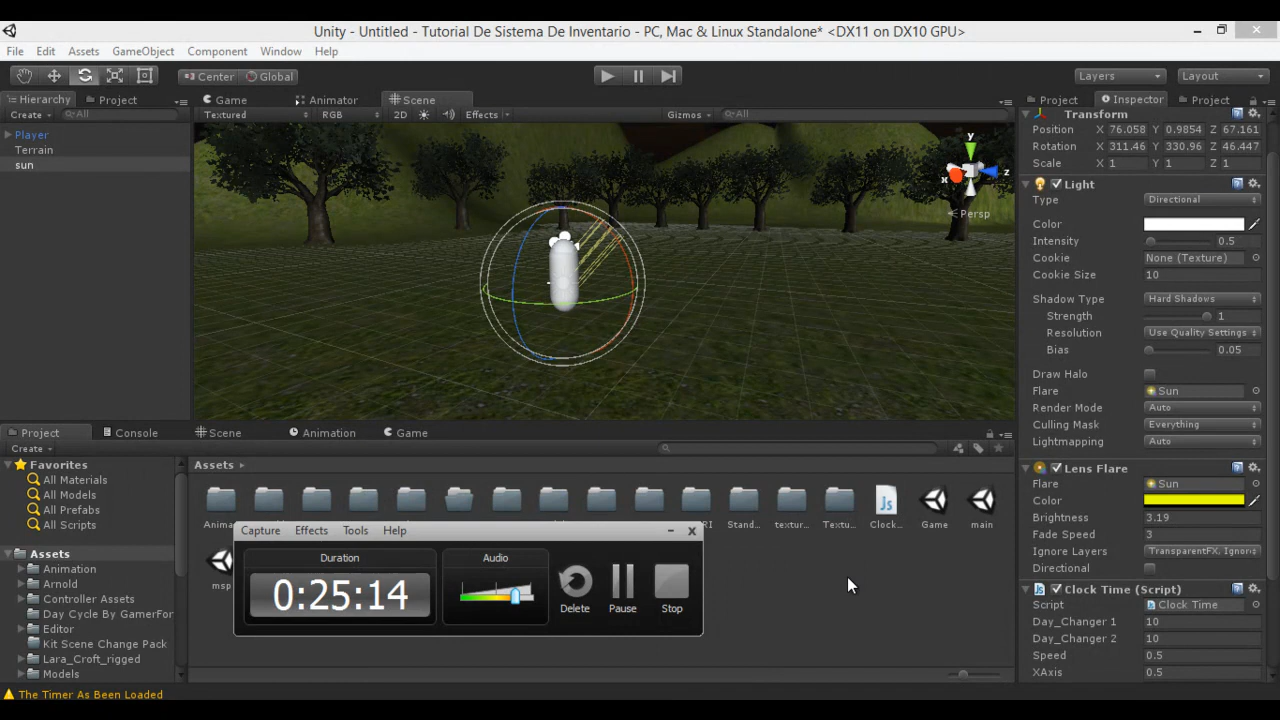 Unity - Untitled - Tutorial De Sistema De Inventario - PC, Mac & Linux Standalone* <DX11 on DX10 GPU>
File Edit Assets GameObject Component Window Help
Center Global Layers Layout
Hierarchy Project Game Animator Scene Project Inspector Project
Create All Textured RGB 2D Effects Gizmos All
Player
Terrain
sun
y
x
z
Persp
Transform
Position X 76.058 Y 0.9854 Z 67.161
Rotation X 311.46 Y 330.96 Z 46.447
Scale X 1 Y 1 Z 1
Light
Type Directional
Color
Intensity 0.5
Cookie None (Texture)
Cookie Size 10
Shadow Type Hard Shadows
Strength 1
Resolution Use Quality Settings
Bias 0.05
Draw Halo
Flare Sun
Render Mode Auto
Culling Mask Everything
Lightmapping Auto
Lens Flare
Flare Sun
Color
Brightness 3.19
Fade Speed 3
Ignore Layers TransparentFX, Ignore
Directional
Clock Time (Script)
Script Clock Time
Day_Changer 1 10
Day_Changer 2 10
Speed 0.5
XAxis 0.5
Project Console Scene Animation Game
Create
Favorites
All Materials
All Models
All Prefabs
All Scripts
Assets
Animation
Arnold
Controller Assets
Day Cycle By GamerFor
Editor
Kit Scene Change Pack
Lara_Croft_rigged
Models
Assets
Anima Stand... textur... Textu... Clock... Game main
Capture Effects Tools Help
Duration Audio
0:25:14
Delete Pause Stop
The Timer As Been Loaded